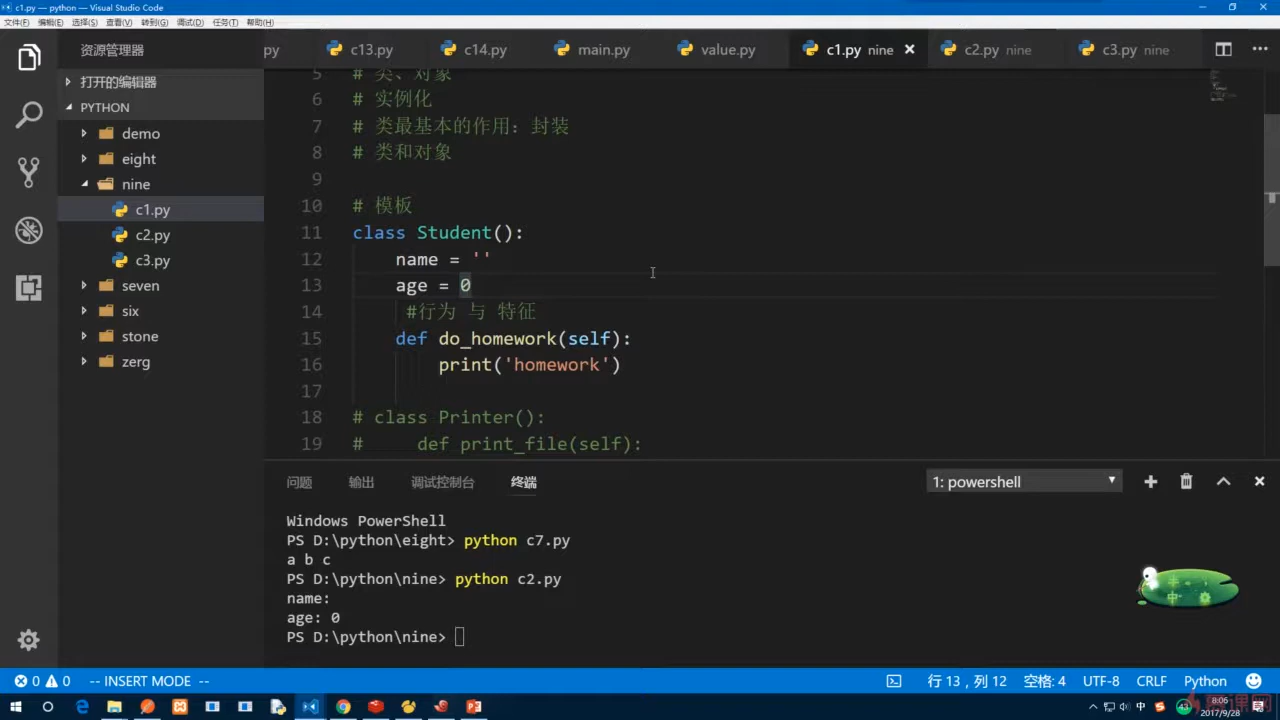 c1.py — python — Visual Studio Code
文件(F) 编辑(E) 选择(S) 查看(V) 转到(G) 调试(D) 任务(T) 帮助(H)
资源管理器
py c13.py c14.py main.py value.py c1.py nine c2.py nine c3.py nine
打开的编辑器
PYTHON
demo
eight
nine
c1.py
c2.py
c3.py
seven
six
stone
zerg
5 # 类、对象
6 # 实例化
7 # 类最基本的作用：封装
8 # 类和对象
9
10 # 模板
11 class Student():
12 name = ''
13 age = 0
14 #行为 与 特征
15 def do_homework(self):
16 print('homework')
17
18 # class Printer():
19 # def print_file(self):
问题 输出 调试控制台 终端
1: powershell
Windows PowerShell
PS D:\python\eight> python c7.py
a b c
PS D:\python\nine> python c2.py
name:
age: 0
PS D:\python\nine>
0 0 -- INSERT MODE --
行 13，列 12 空格: 4 UTF-8 CRLF Python
8:06
2017/9/28